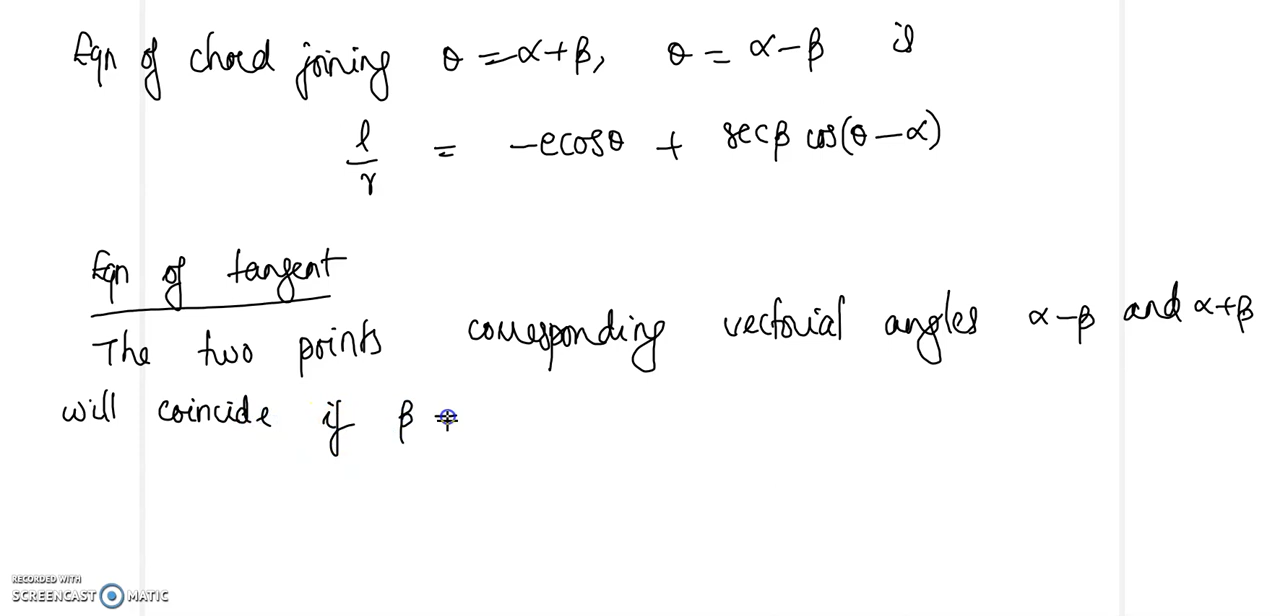 Eqn of chord joining θ = α+β, θ = α-β is
l/r = -ecosθ + secβ cos(θ-α)
Eqn of tangent
The two points corresponding vectorial angles α-β and α+β
will coincide if β =
RECORDED WITH
SCREENCAST MATIC